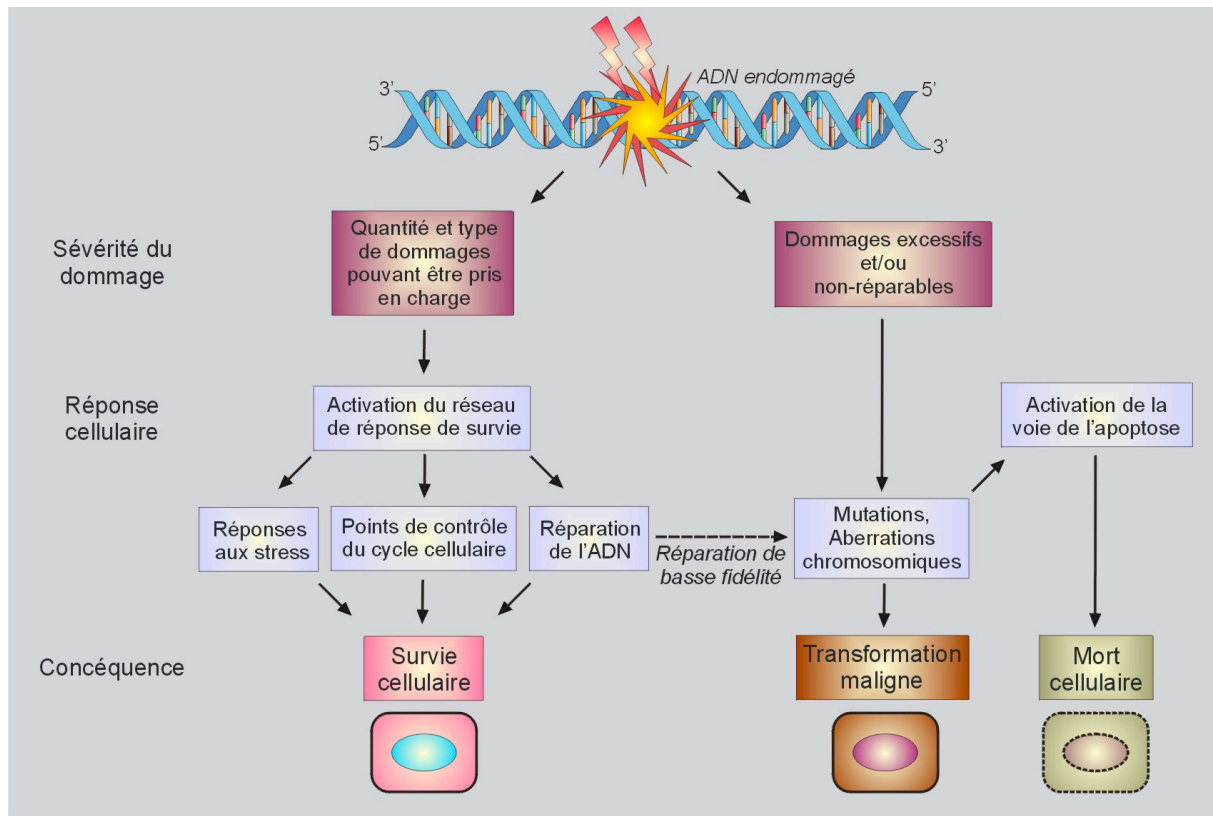 ADN endommagé
3'
5'
5'
3'
Sévérité du
dommage
Quantité et type
de dommages
pouvant être pris
en charge
Dommages excessifs
et/ou
non-réparables
Réponse
cellulaire
Activation du réseau
de réponse de survie
Activation de la
voie de l'apoptose
Réponses
aux stress
Points de contrôle
du cycle cellulaire
Réparation
de l'ADN
Réparation de
basse fidélité
Mutations,
Aberrations
chromosomiques
Concéquence
Survie
cellulaire
Transformation
maligne
Mort
cellulaire